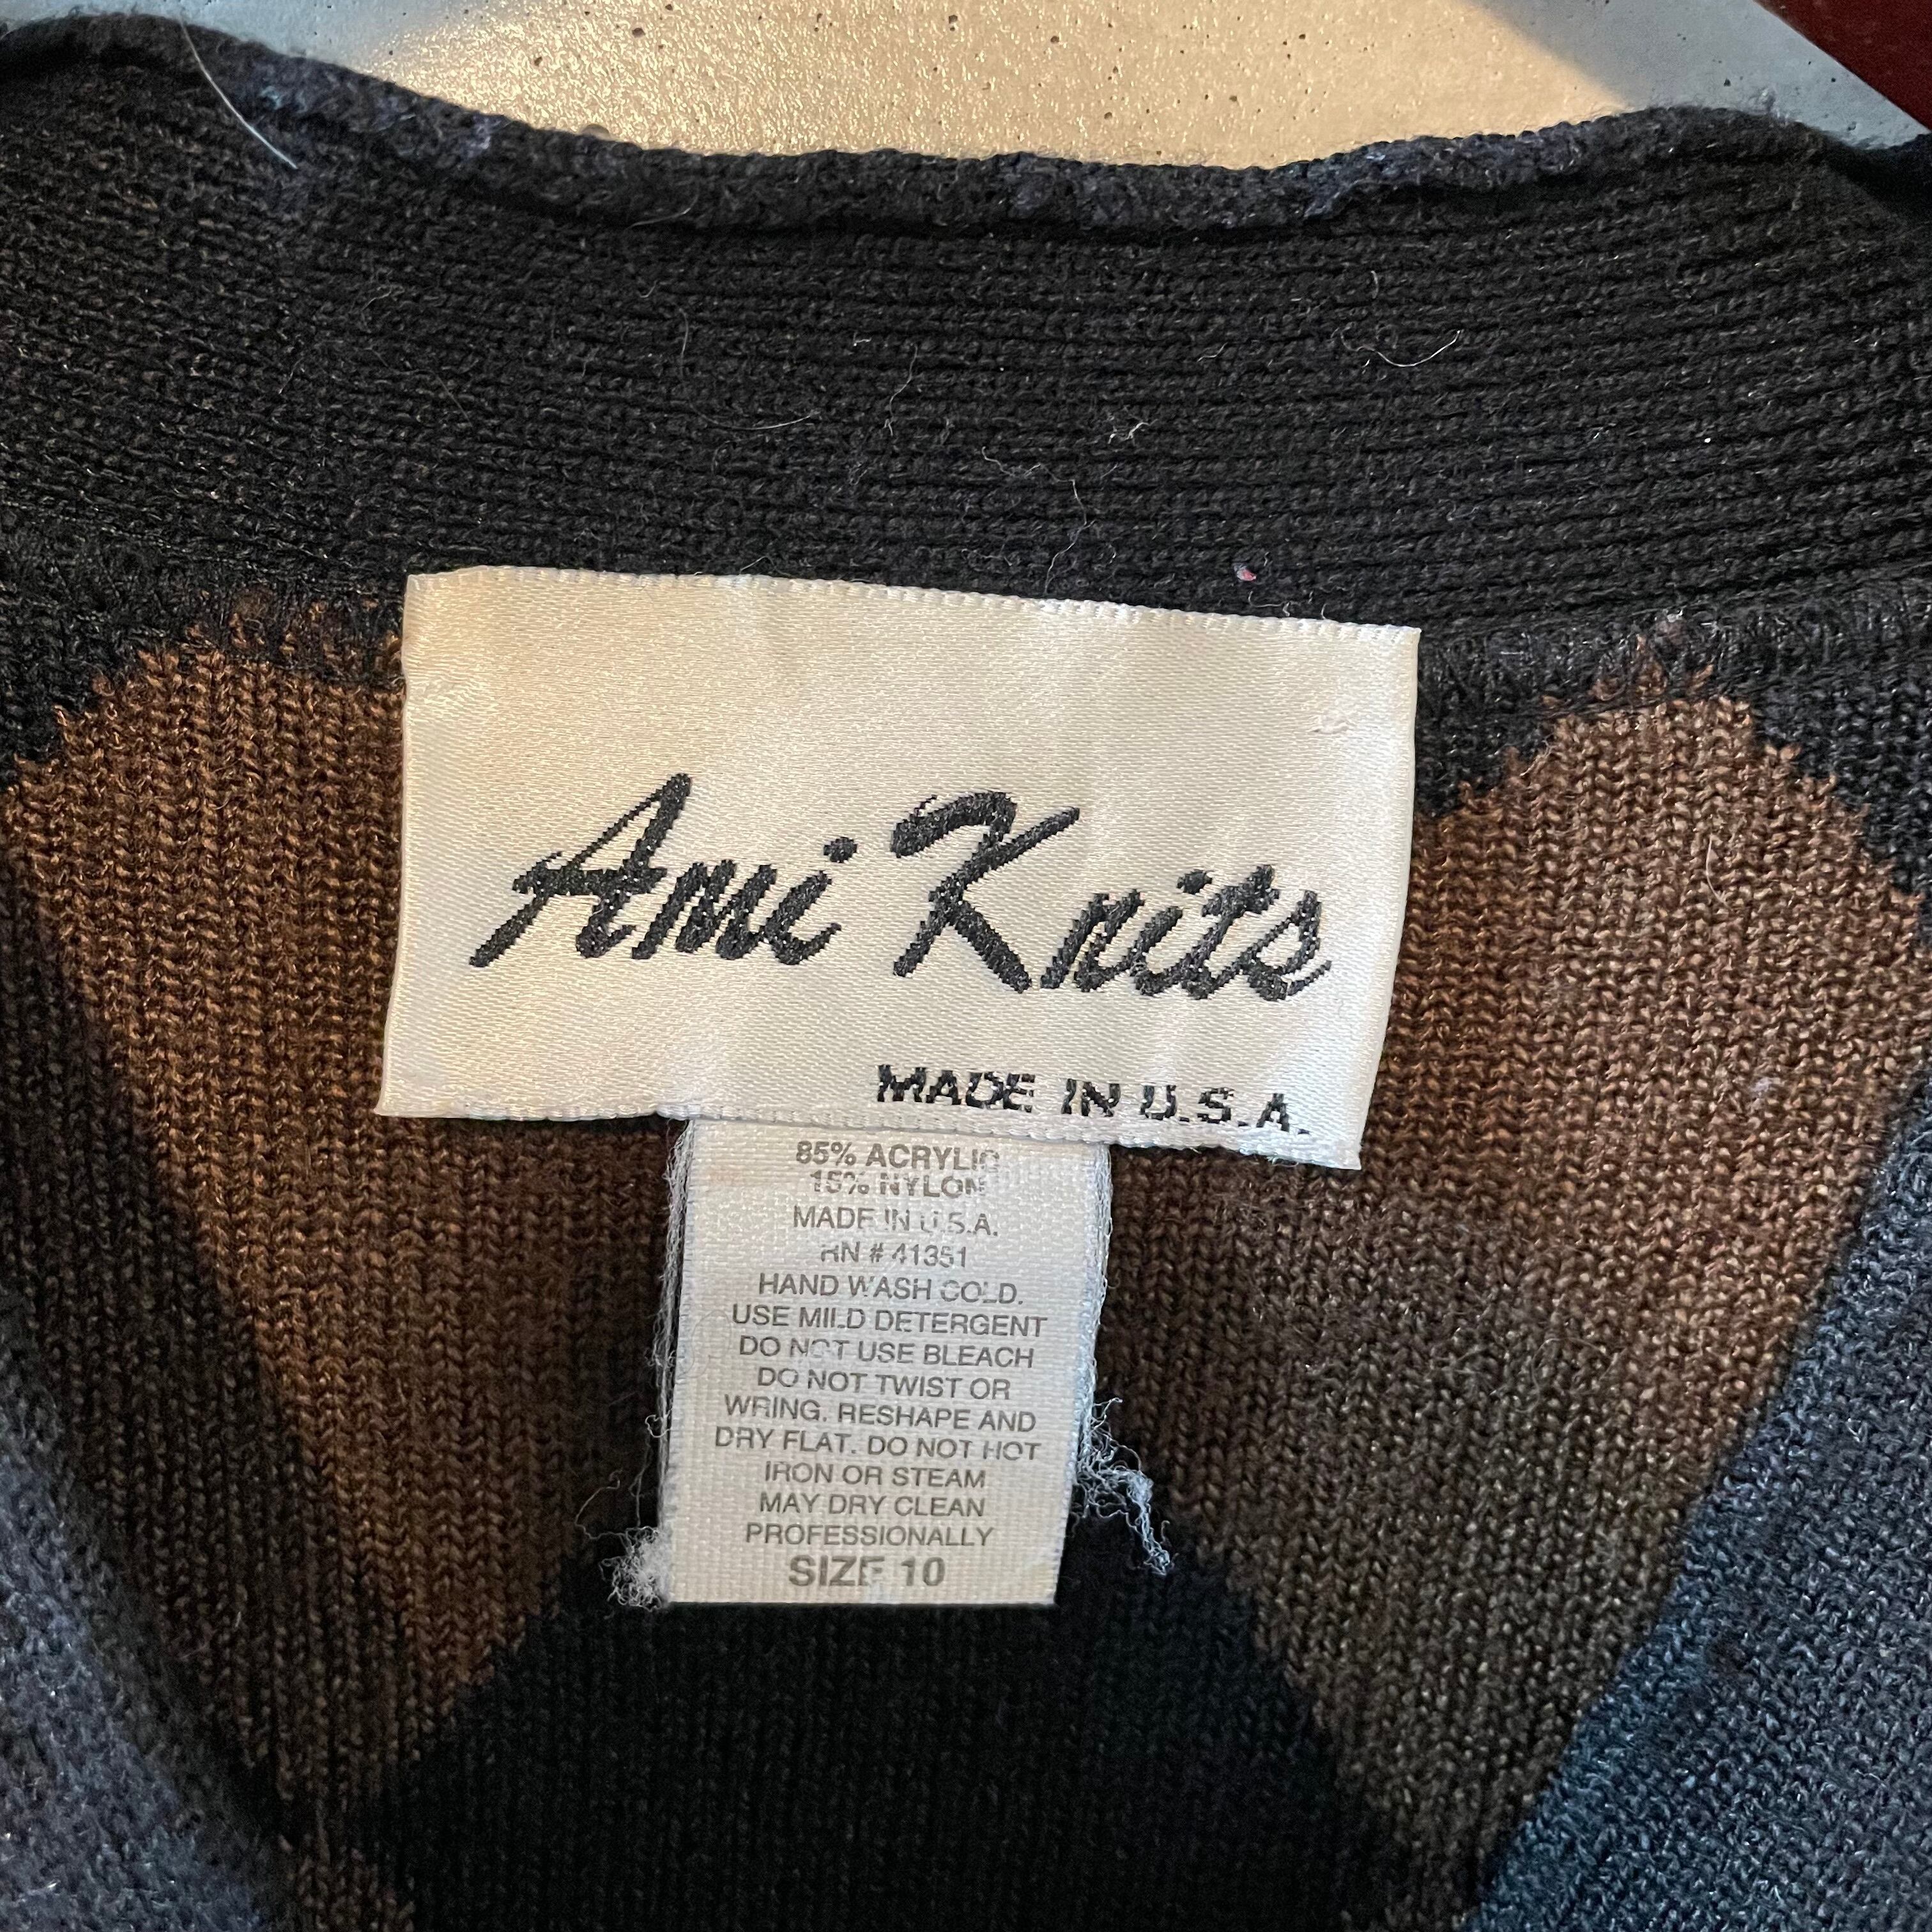 Ami Knits
MADE IN U.S.A.
85% ACRYLIC
15% NYLON
MADE IN U.S.A.
RN # 41351
HAND WASH COLD.
USE MILD DETERGENT
DO NOT USE BLEACH
DO NOT TWIST OR
WRING. RESHAPE AND
DRY FLAT. DO NOT HOT
IRON OR STEAM
MAY DRY CLEAN
PROFESSIONALLY
SIZE 10